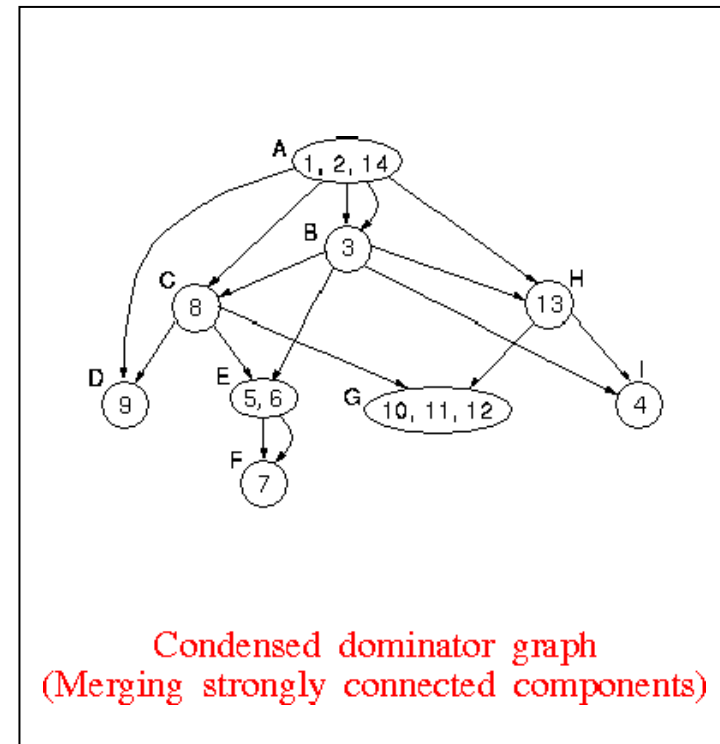 A
1, 2, 14
B
3
C
8
H
13
D
9
E
5, 6
G
10, 11, 12
I
4
F
7
Condensed dominator graph
(Merging strongly connected components)